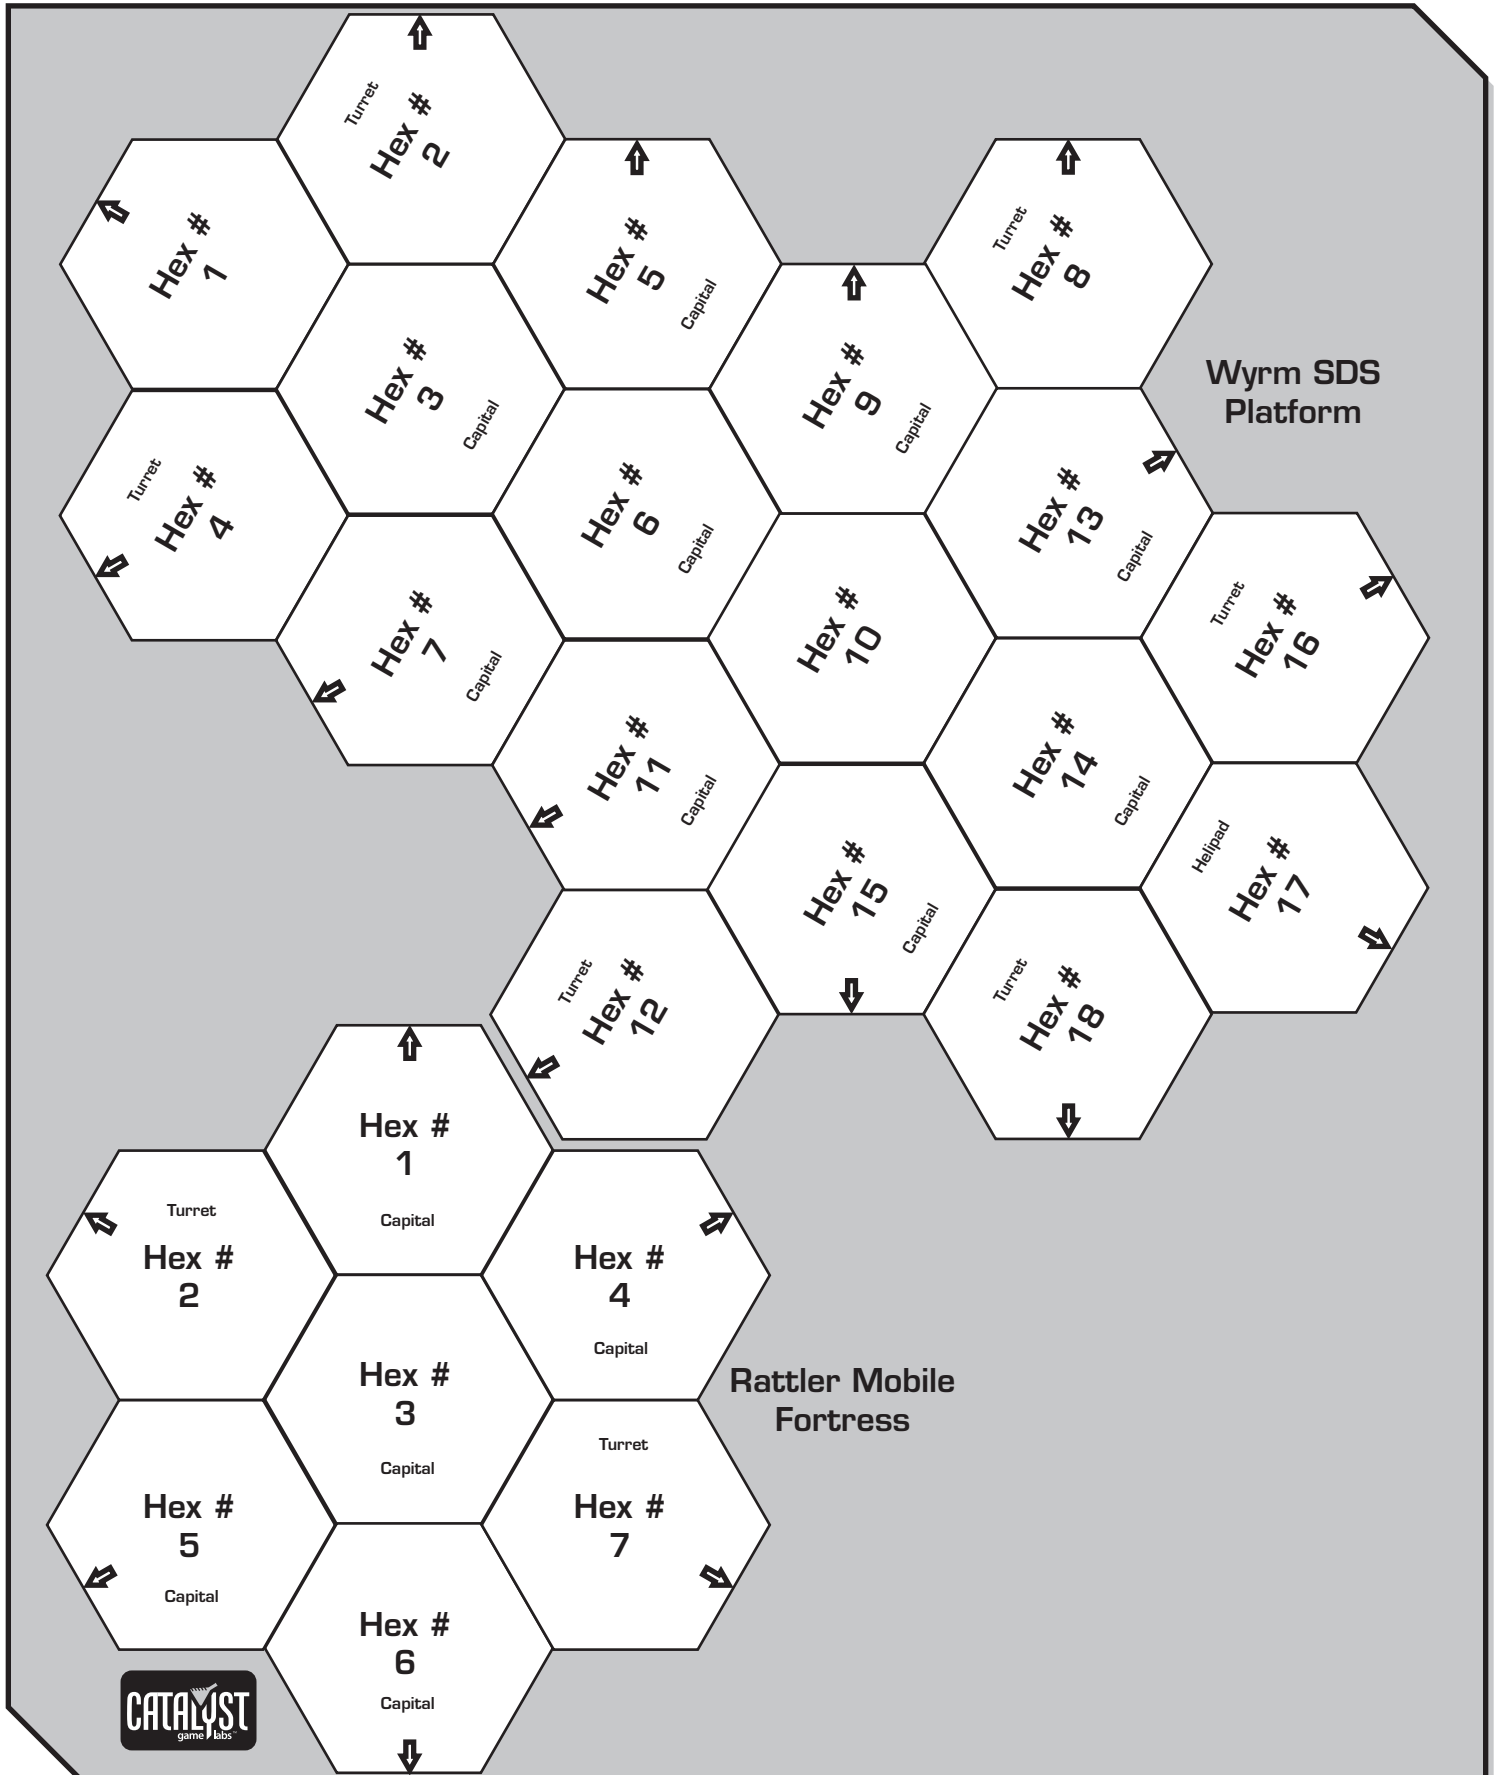 Turret
Hex #
2
Hex #
1
Hex #
5
Capital
Turret
Hex #
8
Hex #
3
Capital
Hex #
9
Capital
Wyrm SDS
Platform
Turret
Hex #
4
Hex #
6
Capital
Hex #
13
Capital
Hex #
7
Capital
Hex #
10
Turret
Hex #
16
Hex #
11
Capital
Hex #
14
Capital
Helipad
Hex #
17
Hex #
15
Capital
Turret
Hex #
12
Turret
Hex #
18
Hex #
1
Capital
Turret
Hex #
2
Hex #
4
Capital
Hex #
3
Capital
Rattler Mobile
Fortress
Turret
Hex #
7
Hex #
5
Capital
Hex #
6
Capital
CATALYST
game labs™